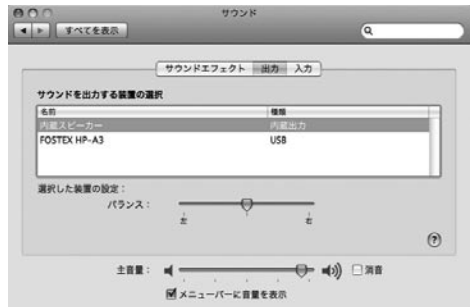 サウンド
すべてを表示
サウンドエフェクト 出力 入力
サウンドを出力する装置の選択
名前 種類
内蔵スピーカー 内蔵出力
FOSTEX HP-A3 USB
選択した装置の設定：
バランス：
左 右
?
主音量： 消音
メニューバーに音量を表示